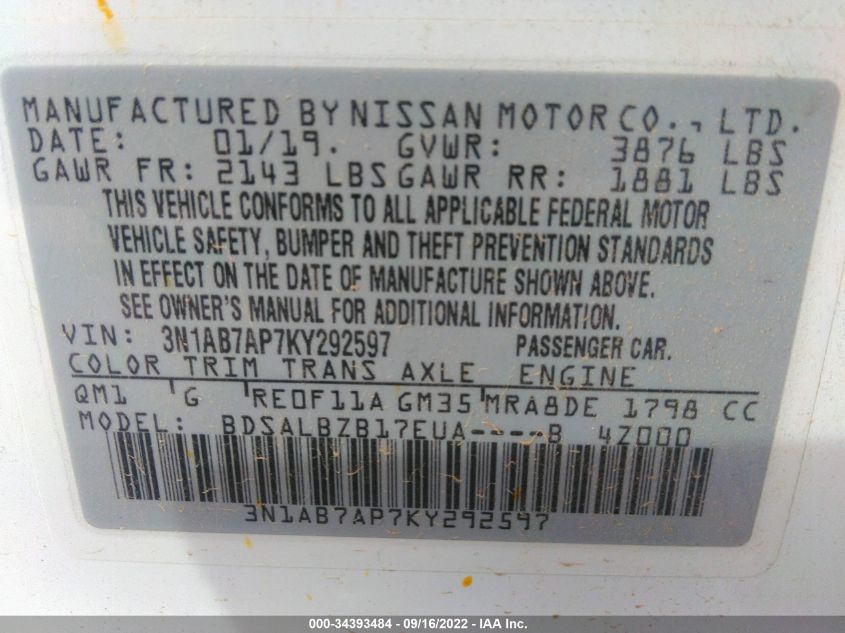 MANUFACTURED BY NISSAN MOTOR CO., LTD.
DATE: 01/19. GVWR: 3876 LBS
GAWR FR: 2143 LBS GAWR RR: 1881 LBS
THIS VEHICLE CONFORMS TO ALL APPLICABLE FEDERAL MOTOR
VEHICLE SAFETY, BUMPER AND THEFT PREVENTION STANDARDS
IN EFFECT ON THE DATE OF MANUFACTURE SHOWN ABOVE.
SEE OWNER'S MANUAL FOR ADDITIONAL INFORMATION.
VIN: 3N1AB7AP7KY292597 PASSENGER CAR.
COLOR TRIM TRANS AXLE ENGINE
QM1 G RE0F11A GM35 MRA8DE 1798 CC
MODEL: BDSALBZB17EUA----B 4Z000
3N1AB7AP7KY292597
000-34393484 - 09/16/2022 - IAA Inc.